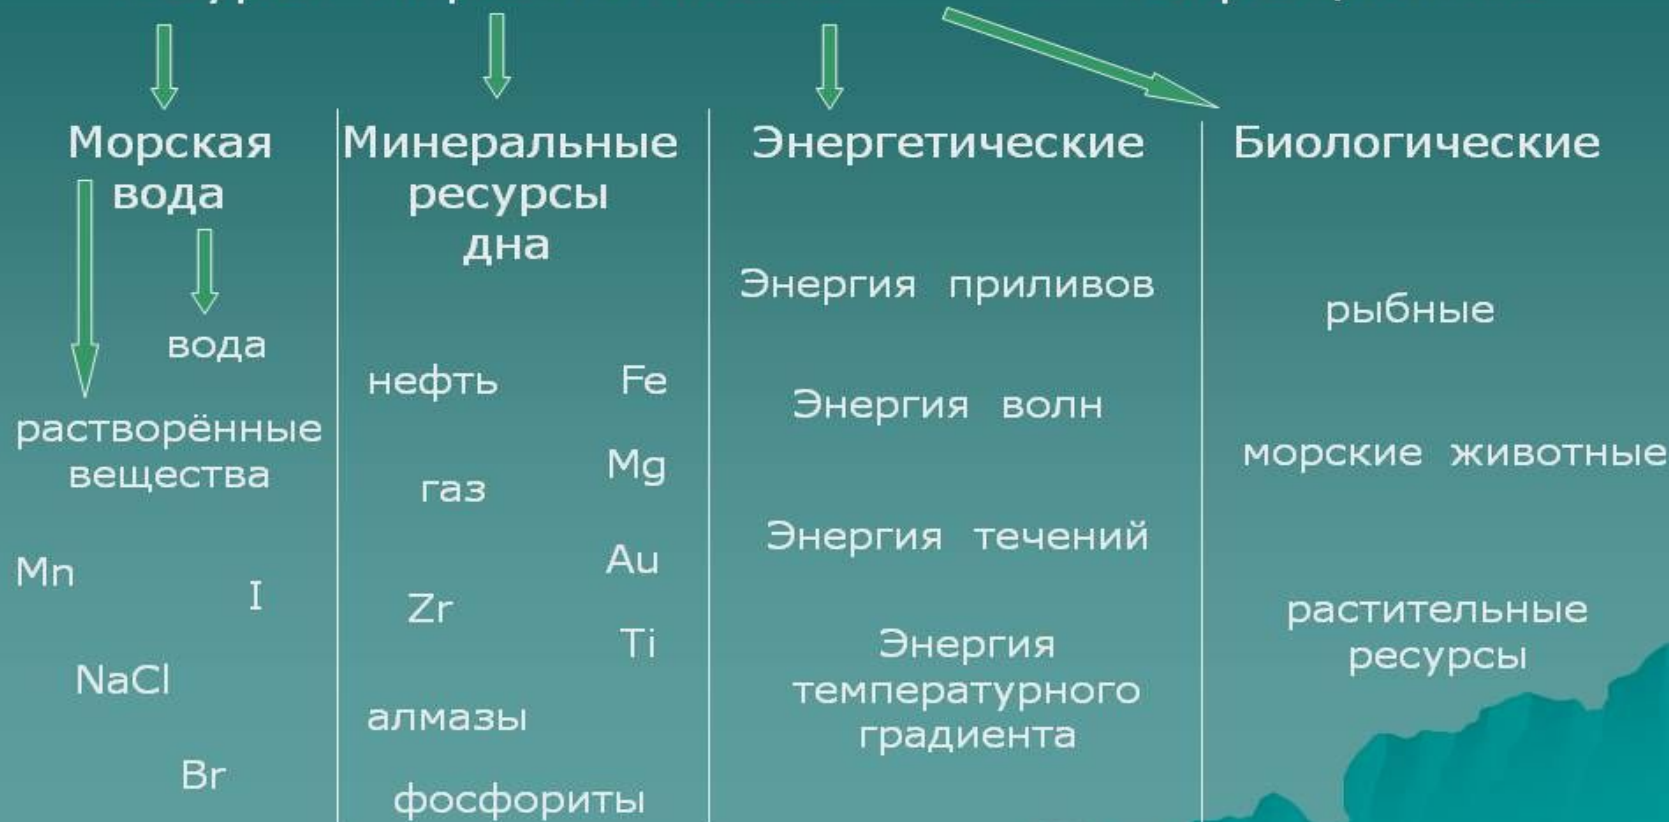 Морская
вода
вода
растворённые
вещества
Mn
I
NaCl
Br
Минеральные
ресурсы
дна
нефть Fe
Mg
газ
Au
Zr
Ti
алмазы
фосфориты
Энергетические
Энергия приливов
Энергия волн
Энергия течений
Энергия
температурного
градиента
Биологические
рыбные
морские животные
растительные
ресурсы